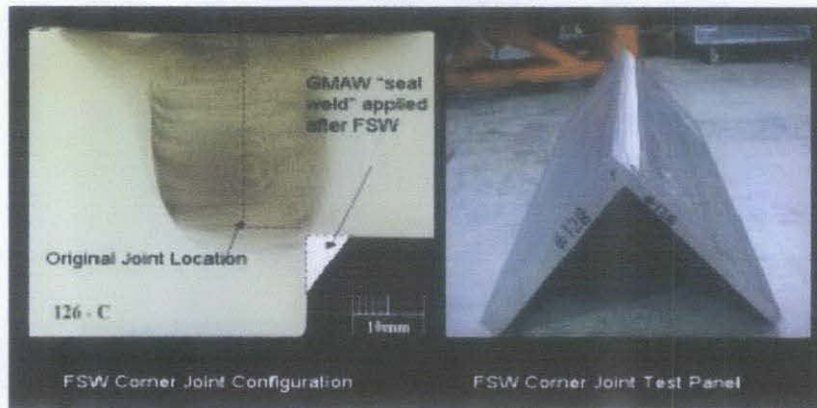 GMAW "seal
weld" applied
after FSW
Original Joint Location
126 - C
10mm
FSW Corner Joint Configuration
FSW Corner Joint Test Panel